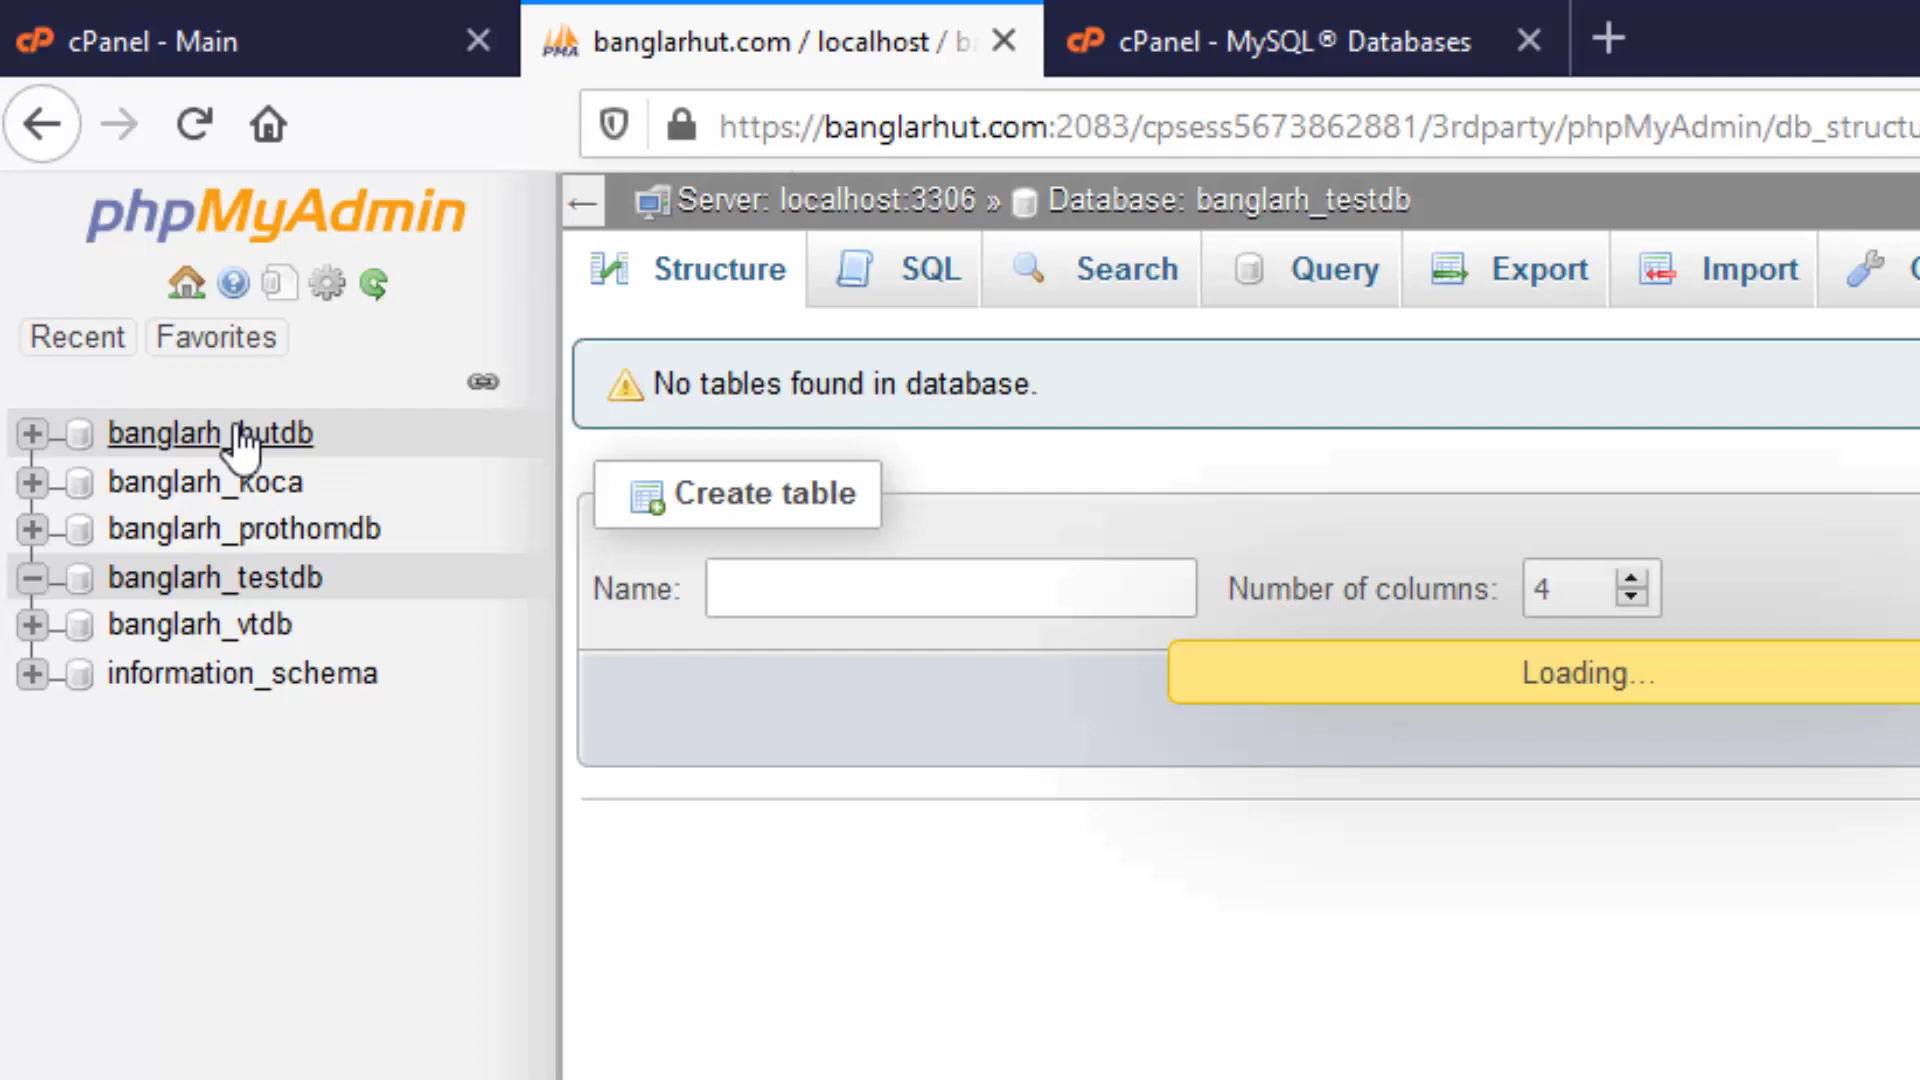 cPanel - Main
banglarhut.com / localhost / b
cPanel - MySQL® Databases
https://banglarhut.com:2083/cpsess5673862881/3rdparty/phpMyAdmin/db_structu
phpMyAdmin
Server: localhost:3306 » Database: banglarh_testdb
Structure
SQL
Search
Query
Export
Import
Recent
Favorites
No tables found in database.
banglarh_hutdb
banglarh_koca
banglarh_prothomdb
banglarh_testdb
banglarh_vtdb
information_schema
Create table
Name:
Number of columns: 4
Loading...